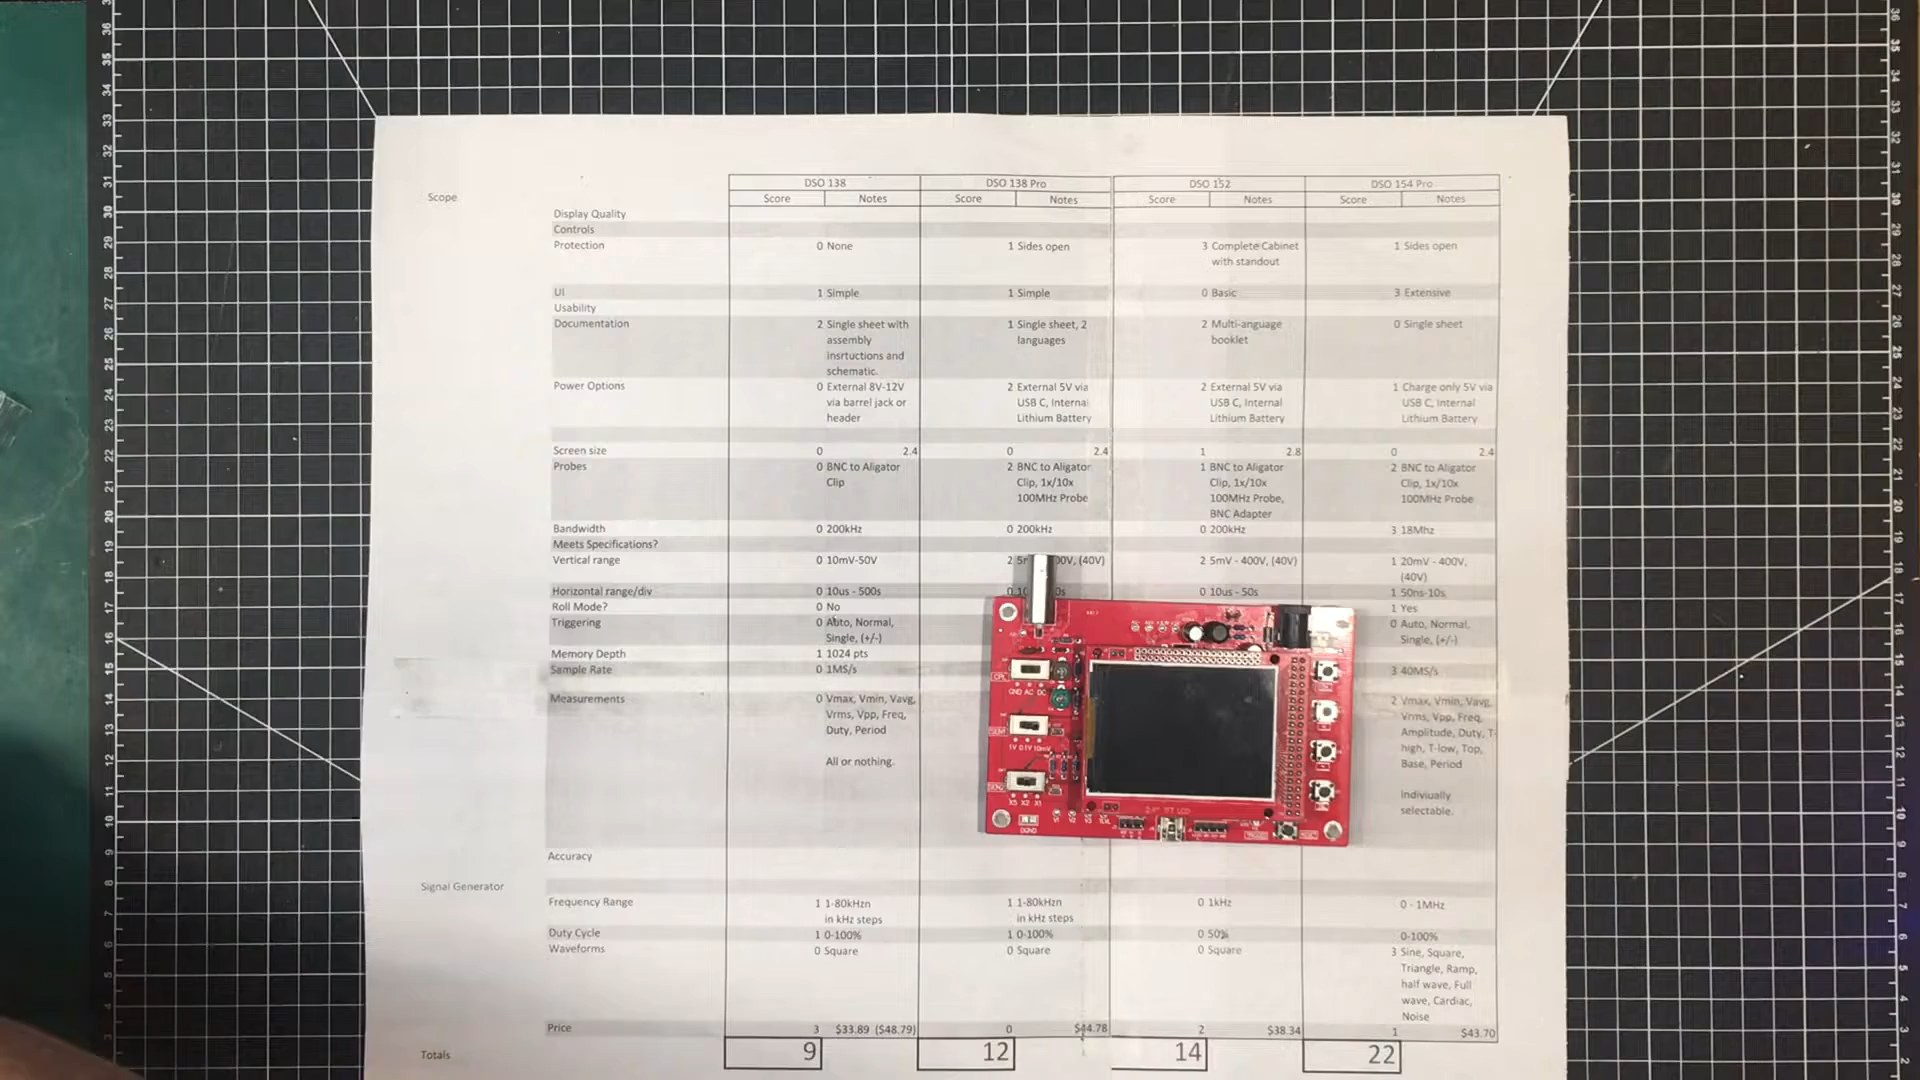 DSO 138 DSO 138 Pro DSO 152 DSO 154 Pro
Scope Score Notes Score Notes Score Notes Score Notes
Display Quality
Controls
Protection 0 None 1 Sides open 3 Complete Cabinet 1 Sides open
with standout
UI 1 Simple 1 Simple 0 Basic 3 Extensive
Usability
Documentation 2 Single sheet with 1 Single sheet, 2 2 Multi-anguage 0 Single sheet
assembly languages booklet
insrtuctions and
schematic.
Power Options 0 External 8V-12V 2 External 5V via 2 External 5V via 1 Charge only 5V via
via barrel jack or USB C, Internal USB C, Internal USB C, Internal
header Lithium Battery Lithium Battery Lithium Battery
Screen size 0 2.4 0 2.4 1 2.8 0 2.4
Probes 0 BNC to Aligator 2 BNC to Aligator 1 BNC to Aligator 2 BNC to Aligator
Clip Clip, 1x/10x Clip, 1x/10x Clip, 1x/10x
100MHz Probe 100MHz Probe, 100MHz Probe
BNC Adapter
Bandwidth 0 200kHz 0 200kHz 0 200kHz 3 18Mhz
Meets Specifications?
Vertical range 0 10mV-50V 2 (40V) 2 5mV - 400V, (40V) 1 20mV - 400V,
(40V)
Horizontal range/div 0 10us - 500s 0 0 10us - 50s 1 50ns-10s
Roll Mode? 0 No 1 Yes
Triggering 0 Auto, Normal, 0 Auto, Normal,
Single, (+/-) Single, (+/-)
Memory Depth 1 1024 pts
Sample Rate 0 1MS/s 3 40MS/s
Measurements 0 Vmax, Vmin, Vavg, 2 Vmax, Vmin, Vavg,
Vrms, Vpp, Freq, Vrms, Vpp, Freq,
Duty, Period Amplitude, Duty, T-
high, T-low, Top,
All or nothing. Base, Period
Indiviually
selectable.
GND AC DC
1V 0.1V 10mV
X5 X2 X1
Accuracy
Signal Generator
Frequency Range 1 1-80kHzn 1 1-80kHzn 0 1kHz 0 - 1MHz
in kHz steps in kHz steps
Duty Cycle 1 0-100% 1 0-100% 0 50% 0-100%
Waveforms 0 Square 0 Square 0 Square 3 Sine, Square,
Triangle, Ramp,
half wave, Full
wave, Cardiac,
Noise
Price 3 $33.89 ($48.79) 0 $44.78 2 $38.34 1 $43.70
Totals 9 12 14 22